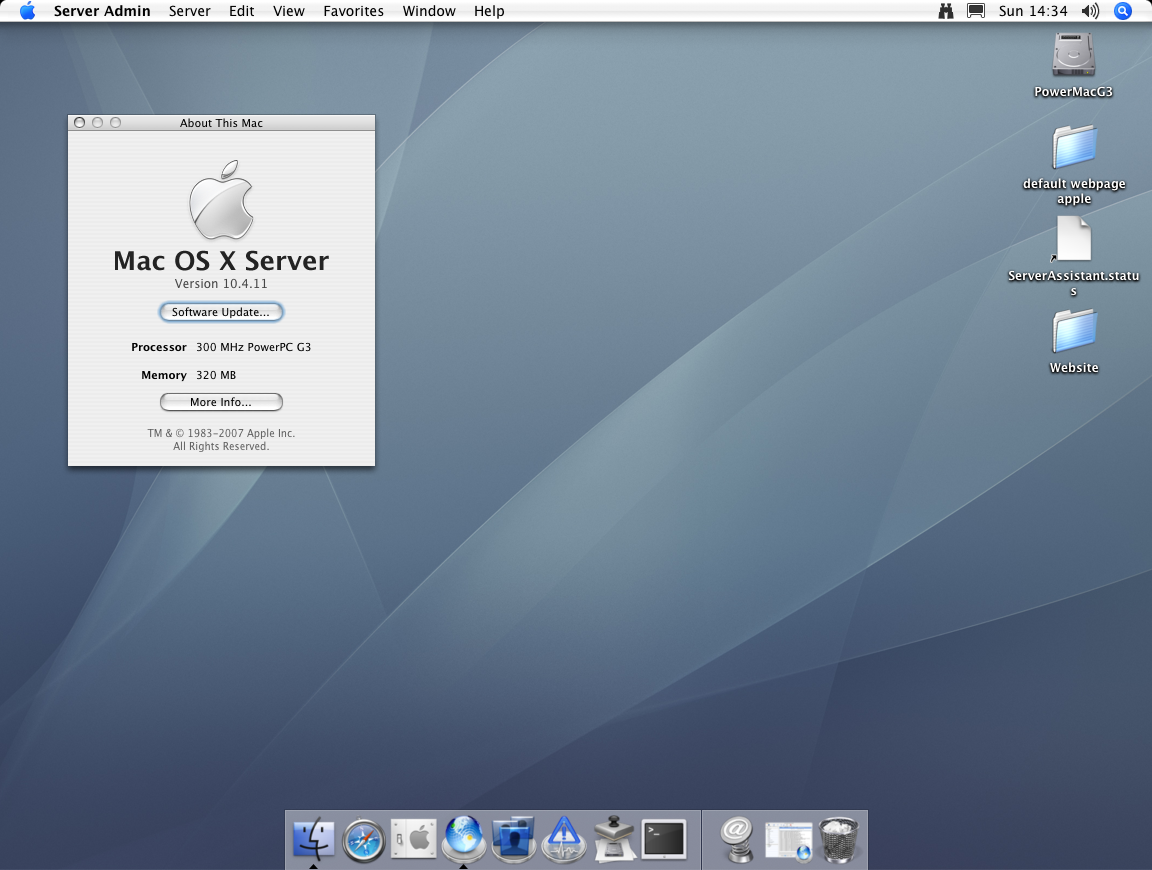 Server Admin Server Edit View Favorites Window Help Sun 14:34
PowerMacG3
default webpage
apple
ServerAssistant.statu
s
Website
About This Mac
Mac OS X Server
Version 10.4.11
Software Update...
Processor 300 MHz PowerPC G3
Memory 320 MB
More Info...
TM & © 1983-2007 Apple Inc.
All Rights Reserved.